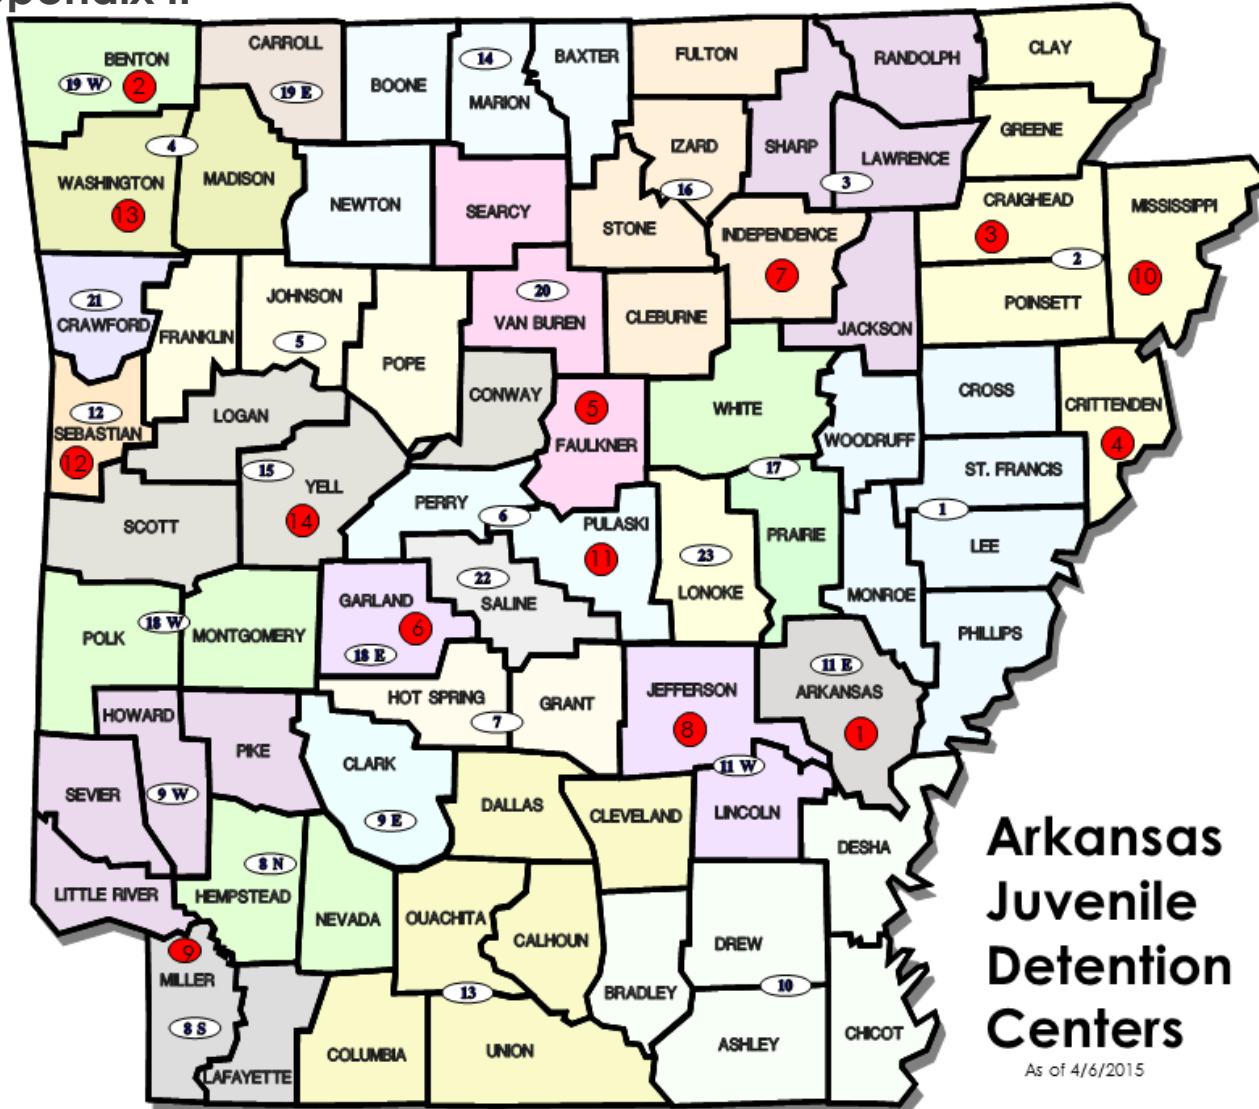 ppendix II
BENTON
19 W
2
CARROLL
19 E
BOONE
14
MARION
BAXTER
FULTON
RANDOLPH
CLAY
GREENE
IZARD
16
SHARP
LAWRENCE
3
4
WASHINGTON
13
MADISON
NEWTON
SEARCY
STONE
INDEPENDENCE
7
CRAIGHEAD
3
MISSISSIPPI
10
2
POINSETT
21
CRAWFORD
FRANKLIN
JOHNSON
5
POPE
20
VAN BUREN
CLEBURNE
JACKSON
CONWAY
5
FAULKNER
WHITE
WOODRUFF
CROSS
CRITTENDEN
4
12
SEBASTIAN
12
LOGAN
15
YELL
14
SCOTT
PERRY
6
PULASKI
11
17
PRAIRIE
23
LONOKE
ST. FRANCIS
1
LEE
MONROE
PHILLIPS
POLK
18 W
MONTGOMERY
GARLAND
6
18 E
22
SALINE
HOT SPRING
7
GRANT
JEFFERSON
8
11 E
ARKANSAS
1
HOWARD
PIKE
CLARK
9 E
SEVIER
9 W
DALLAS
CLEVELAND
11 W
LINCOLN
DESHA
LITTLE RIVER
8 N
HEMPSTEAD
NEVADA
OUACHITA
CALHOUN
DREW
BRADLEY
10
9
MILLER
8 S
LAFAYETTE
COLUMBIA
13
UNION
ASHLEY
CHICOT
Arkansas
Juvenile
Detention
Centers
As of 4/6/2015